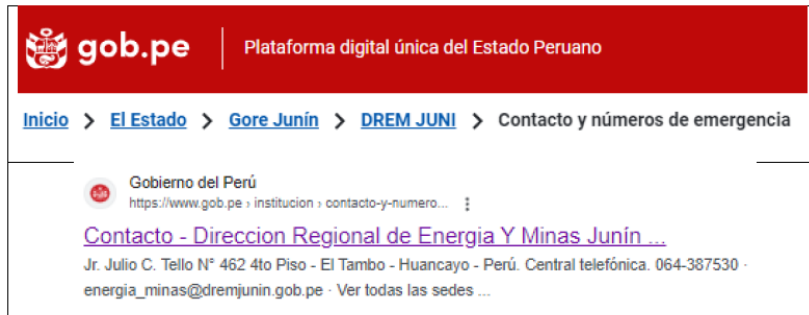 gob.pe
Plataforma digital única del Estado Peruano
Inicio > El Estado > Gore Junín > DREM JUNI > Contacto y números de emergencia
Gobierno del Perú
https://www.gob.pe › institucion › contacto-y-numero...
Contacto - Direccion Regional de Energia Y Minas Junín ...
Jr. Julio C. Tello N° 462 4to Piso - El Tambo - Huancayo - Perú. Central telefónica. 064-387530 ·
energia_minas@dremjunin.gob.pe · Ver todas las sedes ...